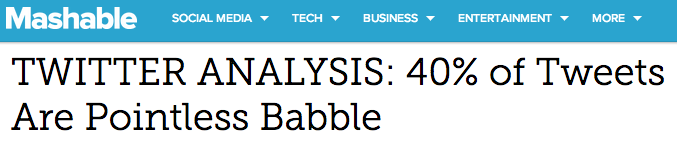 Mashable SOCIAL MEDIA TECH BUSINESS ENTERTAINMENT MORE
TWITTER ANALYSIS: 40% of Tweets
Are Pointless Babble